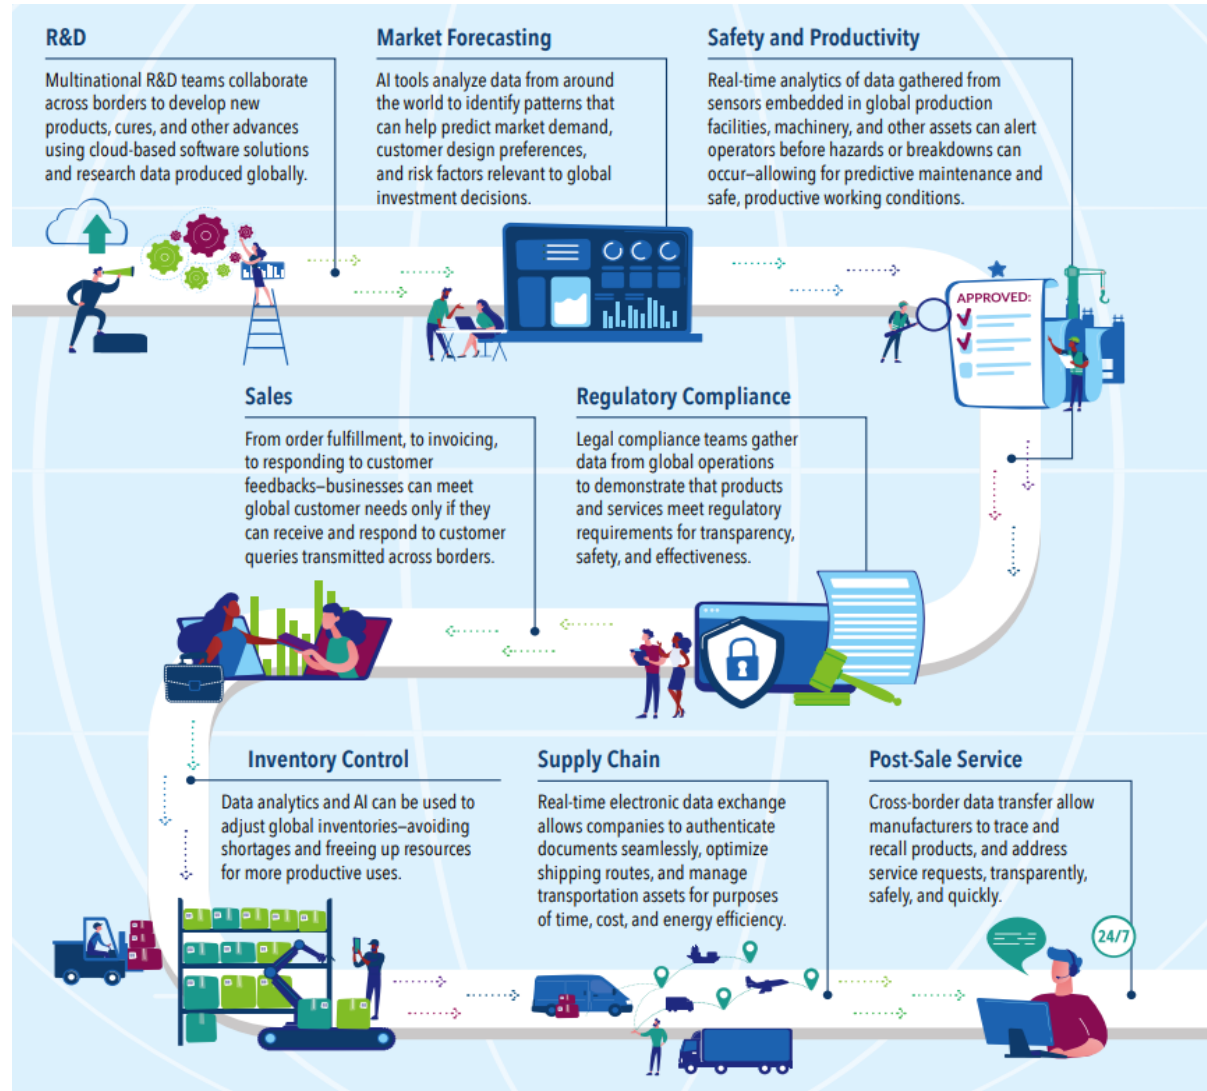 R&D
Multinational R&D teams collaborate
across borders to develop new
products, cures, and other advances
using cloud-based software solutions
and research data produced globally.
Market Forecasting
AI tools analyze data from around
the world to identify patterns that
can help predict market demand,
customer design preferences,
and risk factors relevant to global
investment decisions.
Safety and Productivity
Real-time analytics of data gathered from
sensors embedded in global production
facilities, machinery, and other assets can alert
operators before hazards or breakdowns can
occur—allowing for predictive maintenance and
safe, productive working conditions.
APPROVED:
Regulatory Compliance
Legal compliance teams gather
data from global operations
to demonstrate that products
and services meet regulatory
requirements for transparency,
safety, and effectiveness.
Sales
From order fulfillment, to invoicing,
to responding to customer
feedbacks—businesses can meet
global customer needs only if they
can receive and respond to customer
queries transmitted across borders.
Inventory Control
Data analytics and AI can be used to
adjust global inventories—avoiding
shortages and freeing up resources
for more productive uses.
Supply Chain
Real-time electronic data exchange
allows companies to authenticate
documents seamlessly, optimize
shipping routes, and manage
transportation assets for purposes
of time, cost, and energy efficiency.
Post-Sale Service
Cross-border data transfer allow
manufacturers to trace and
recall products, and address
service requests, transparently,
safely, and quickly.
24/7